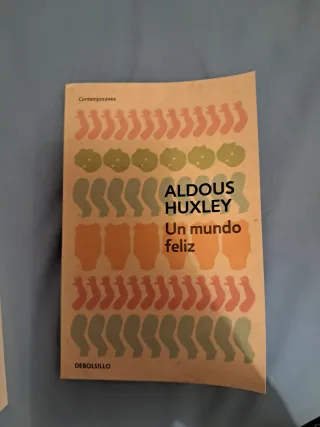 Contemporánea
ALDOUS
HUXLEY
Un mundo
feliz
DEBOLSILLO